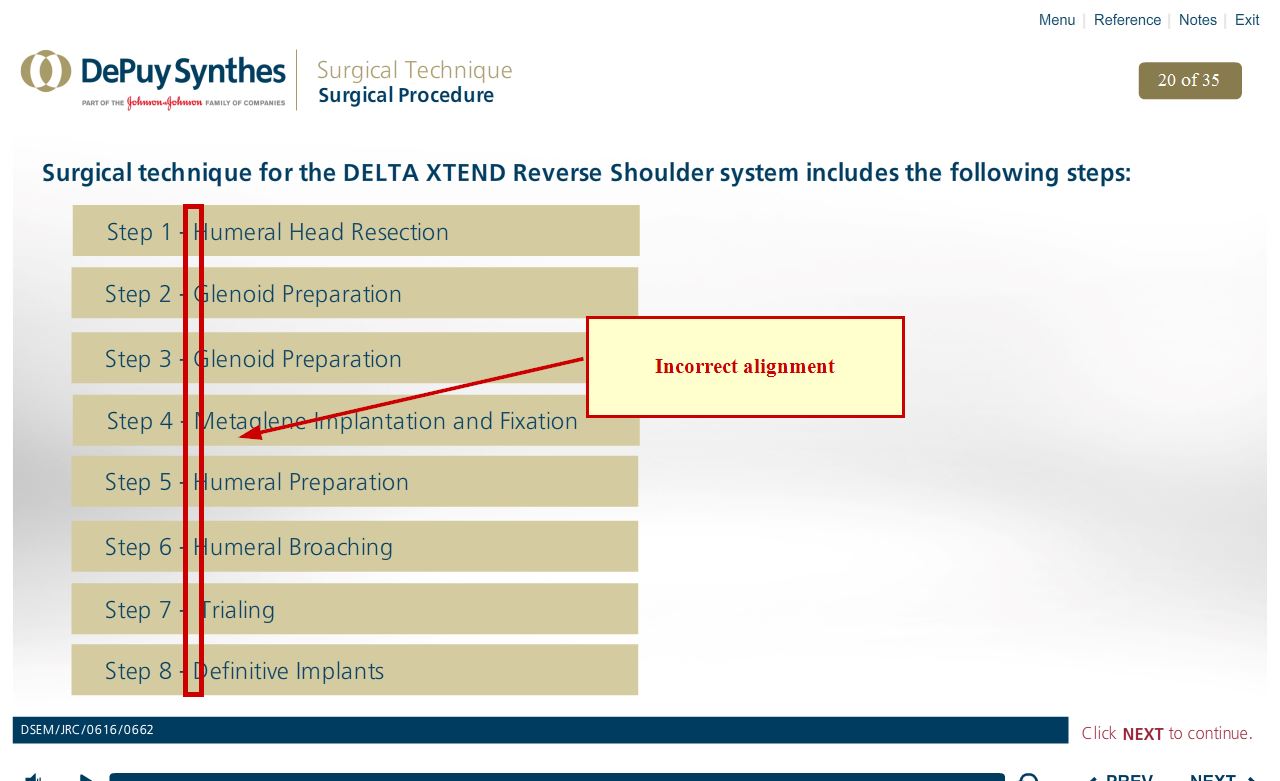 Menu | Reference | Notes | Exit
DePuy Synthes
PART OF THE Johnson & Johnson FAMILY OF COMPANIES
Surgical Technique
Surgical Procedure
20 of 35
Surgical technique for the DELTA XTEND Reverse Shoulder system includes the following steps:
Step 1 - Humeral Head Resection
Step 2 - Glenoid Preparation
Step 3 - Glenoid Preparation
Incorrect alignment
Step 4 - Metaglene Implantation and Fixation
Step 5 - Humeral Preparation
Step 6 - Humeral Broaching
Step 7 - Trialing
Step 8 - Definitive Implants
DSEM/JRC/0616/0662
Click NEXT to continue.
PREV NEXT